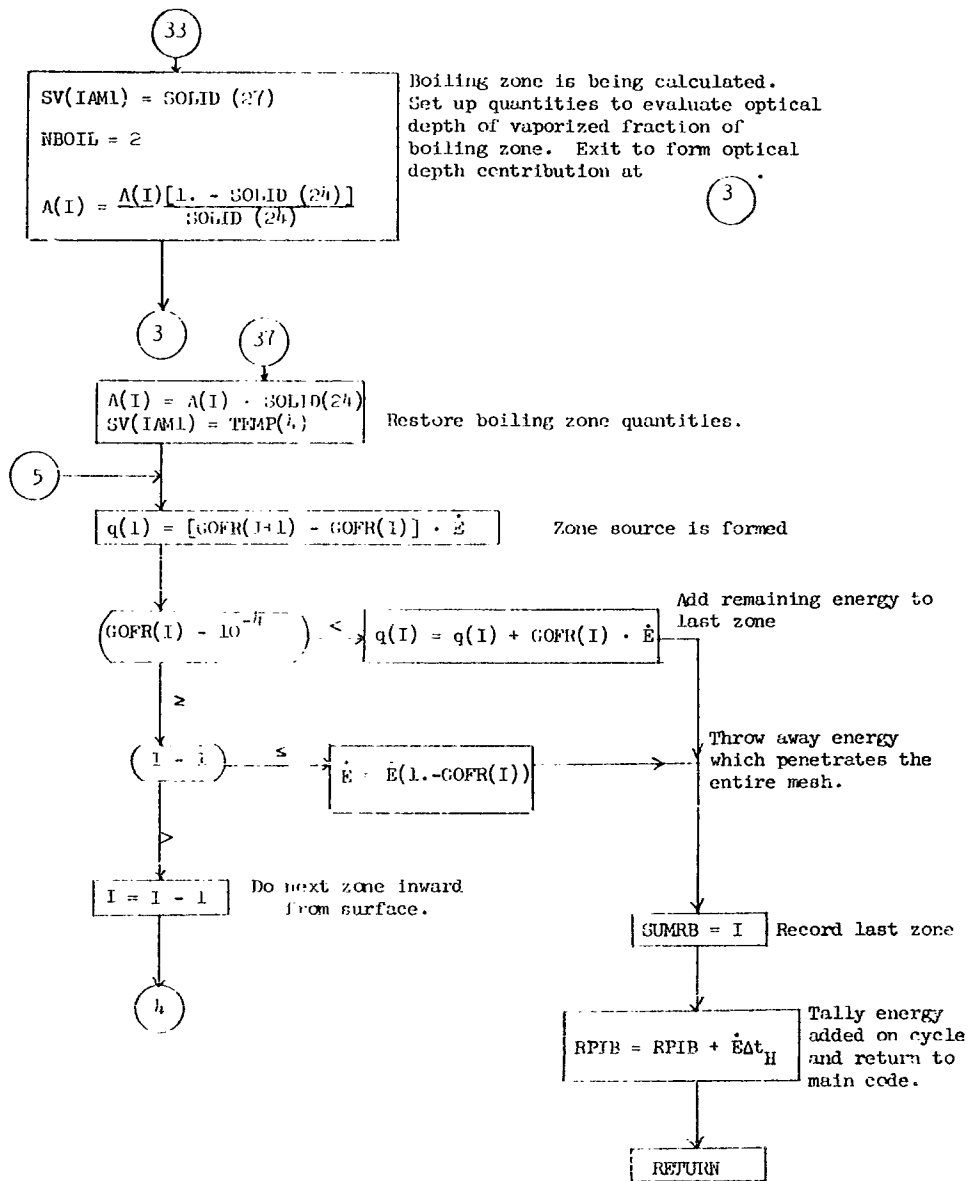 33
SV(IAM1) = SOLID (27)
NBOIL = 2
A(I) = A(I)[1. - SOLID (24)]
SOLID (24)
Boiling zone is being calculated.
Set up quantities to evaluate optical
depth of vaporized fraction of
boiling zone. Exit to form optical
depth contribution at
3
.
3
37
A(I) = A(I) · SOLID(24)
SV(IAM1) = TEMP(4)
Restore boiling zone quantities.
5
q(I) = [GOFR(I+1) - GOFR(I)] · Ė
Zone source is formed
Add remaining energy to
last zone
GOFR(I) - 10⁻⁴
<
q(I) = q(I) + GOFR(I) · Ė
≥
Throw away energy
which penetrates the
entire mesh.
1 - i
≤
Ė = Ė(1.-GOFR(I))
>
I = I - 1
Do next zone inward
from surface.
SUMRB = I
Record last zone
4
RPIB = RPIB + ĖΔt_H
Tally energy
added on cycle
and return to
main code.
RETURN